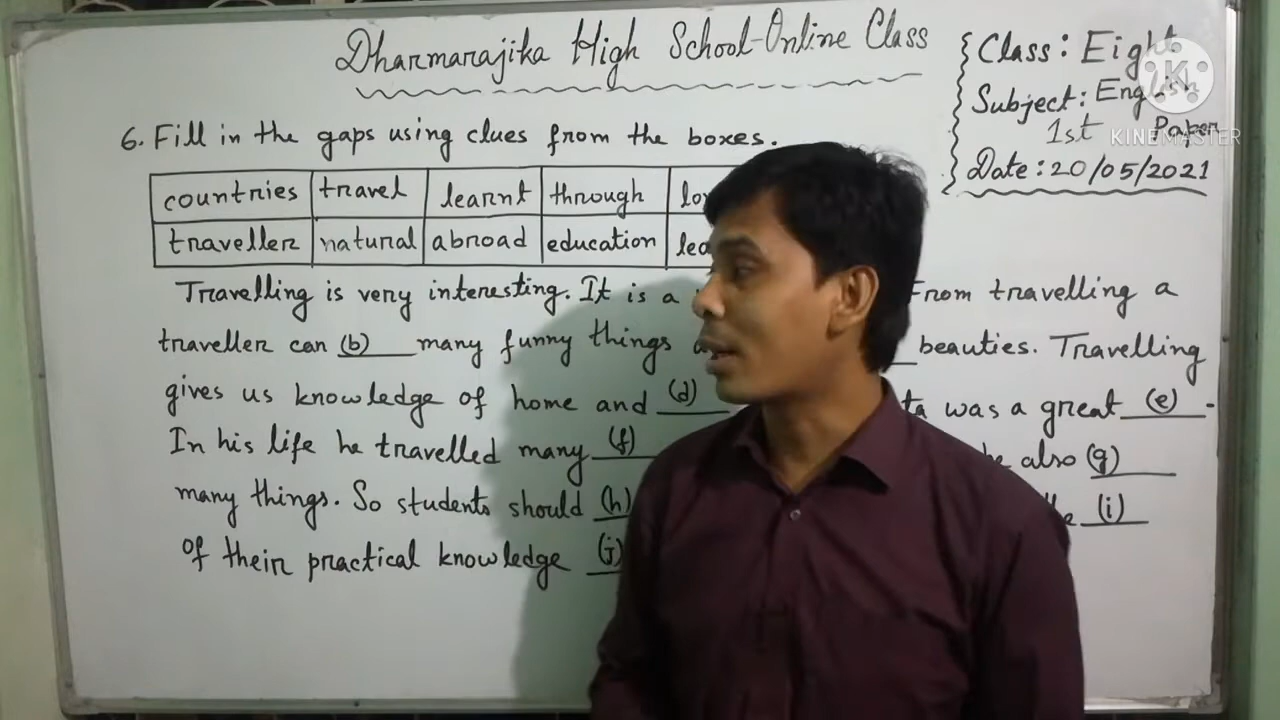 Dharmarajika High School-Online Class
Class: Eight
Subject: English
1st Paper
Date: 20/05/2021
KINEMASTER
6. Fill in the gaps using clues from the boxes.
countries travel learnt through
traveller natural abroad education
Travelling is very interesting. It is a From travelling a
traveller can (b) many funny things beauties. Travelling
gives us knowledge of home and (d) was a great (e).
In his life he travelled many (f) also (g)
many things. So students should (h) (i)
of their practical knowledge (j)